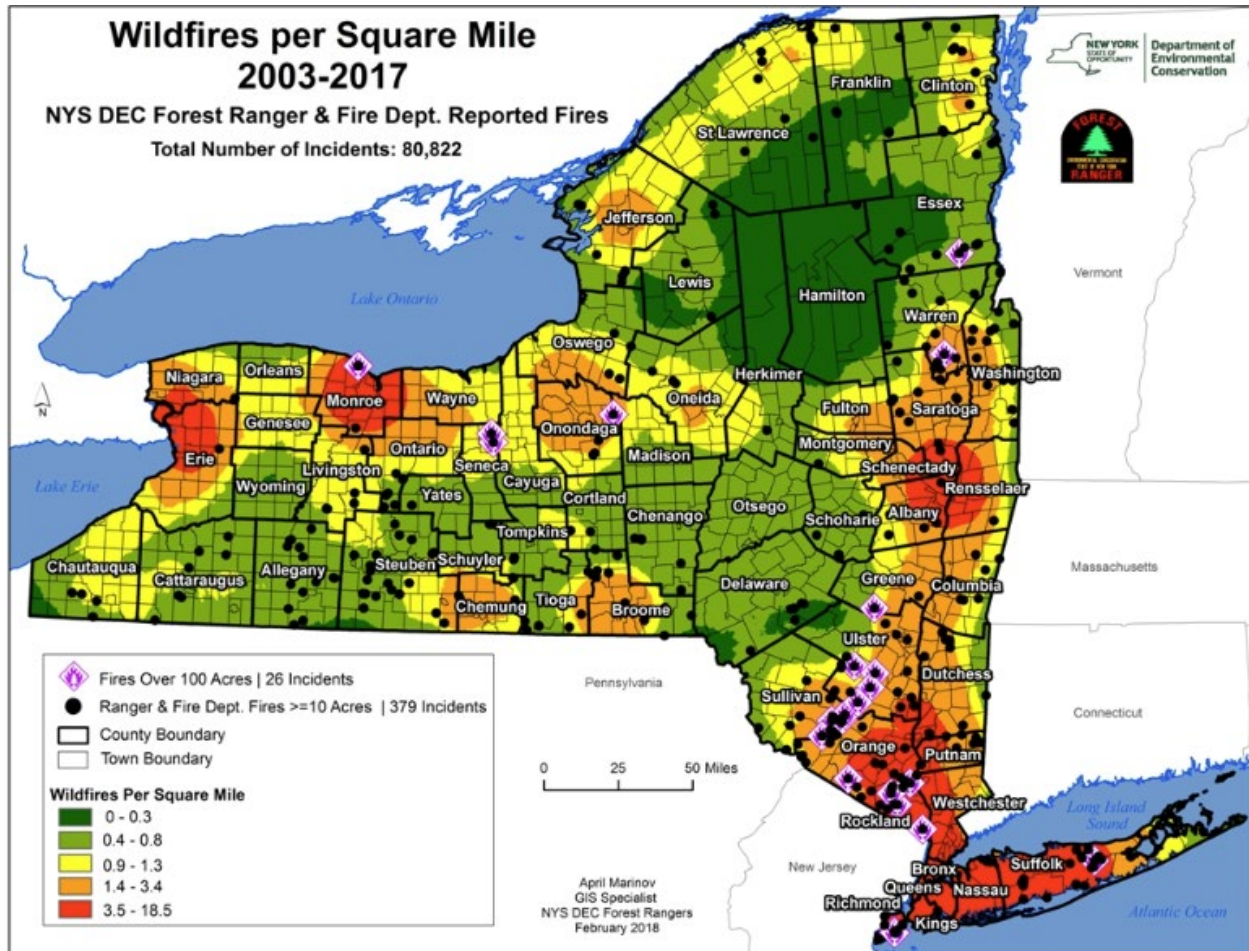 Wildfires per Square Mile
2003-2017
NYS DEC Forest Ranger & Fire Dept. Reported Fires
Total Number of Incidents: 80,822
NEW YORK
STATE OF
OPPORTUNITY
Department of
Environmental
Conservation
FOREST
ENVIRONMENTAL CONSERVATION
STATE OF NEW YORK
RANGER
Franklin
Clinton
St Lawrence
Essex
Jefferson
Vermont
Lewis
Hamilton
Lake Ontario
Warren
Oswego
Washington
Niagara
Orleans
Herkimer
Monroe
Wayne
Oneida
Fulton
Saratoga
Genesee
Onondaga
Montgomery
Ontario
Erie
Livingston
Seneca
Madison
Schenectady
Cayuga
Rensselaer
Lake Erie
Wyoming
Yates
Cortland
Otsego
Albany
Chenango
Schoharie
Tompkins
Schuyler
Massachusetts
Chautauqua
Cattaraugus
Allegany
Steuben
Delaware
Greene
Columbia
Chemung
Tioga
Broome
Ulster
Dutchess
Pennsylvania
Sullivan
Connecticut
Orange
Putnam
Westchester
Long Island
Sound
Rockland
New Jersey
Suffolk
Bronx
Queens
Nassau
Richmond
Kings
Atlantic Ocean
N
Fires Over 100 Acres | 26 Incidents
Ranger & Fire Dept. Fires >=10 Acres | 379 Incidents
County Boundary
Town Boundary
Wildfires Per Square Mile
0 - 0.3
0.4 - 0.8
0.9 - 1.3
1.4 - 3.4
3.5 - 18.5
0 25 50 Miles
April Marinov
GIS Specialist
NYS DEC Forest Rangers
February 2018